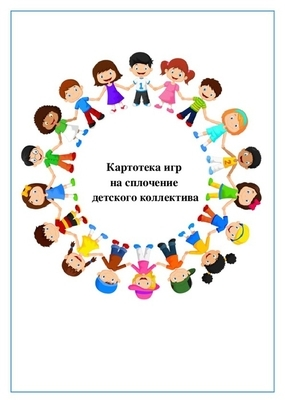 Картотека игр
на сплочение
детского коллектива